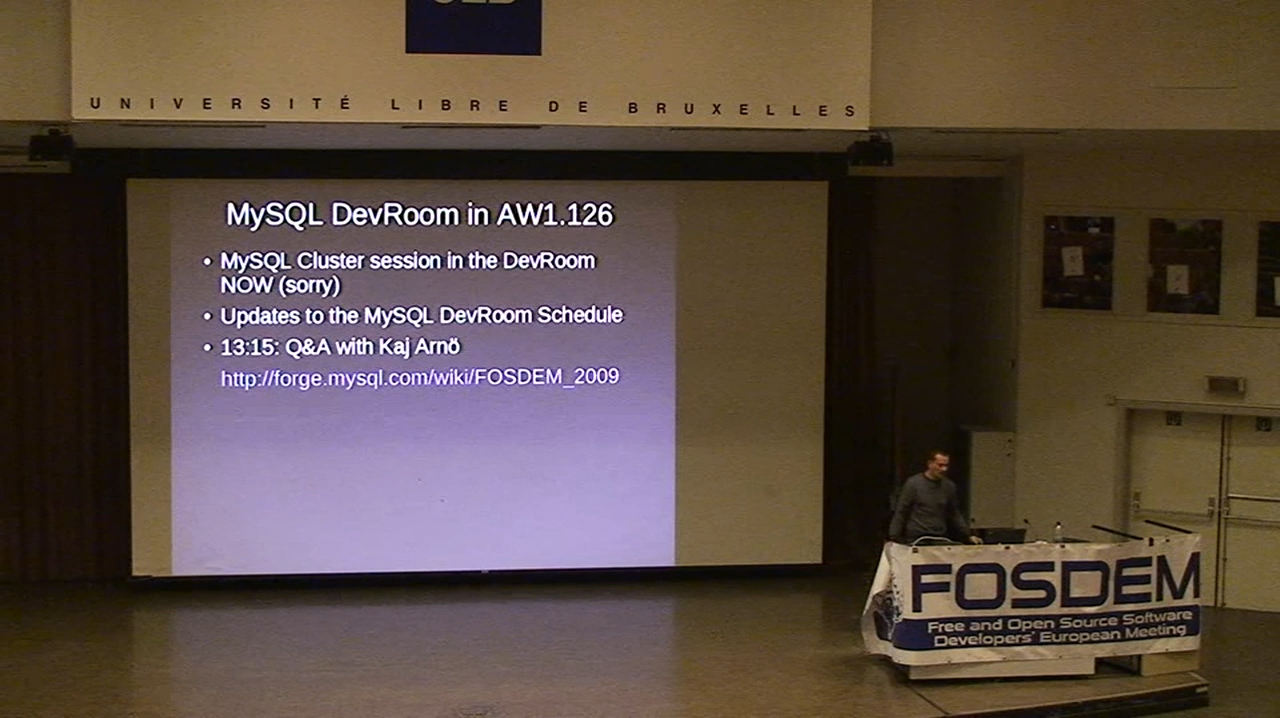 UNIVERSITÉ LIBRE DE BRUXELLES
MySQL DevRoom in AW1.126
• MySQL Cluster session in the DevRoom
NOW (sorry)
• Updates to the MySQL DevRoom Schedule
• 13:15: Q&A with Kaj Arnö
http://forge.mysql.com/wiki/FOSDEM_2009
FOSDEM
Free and Open Source Software
Developers' European Meeting